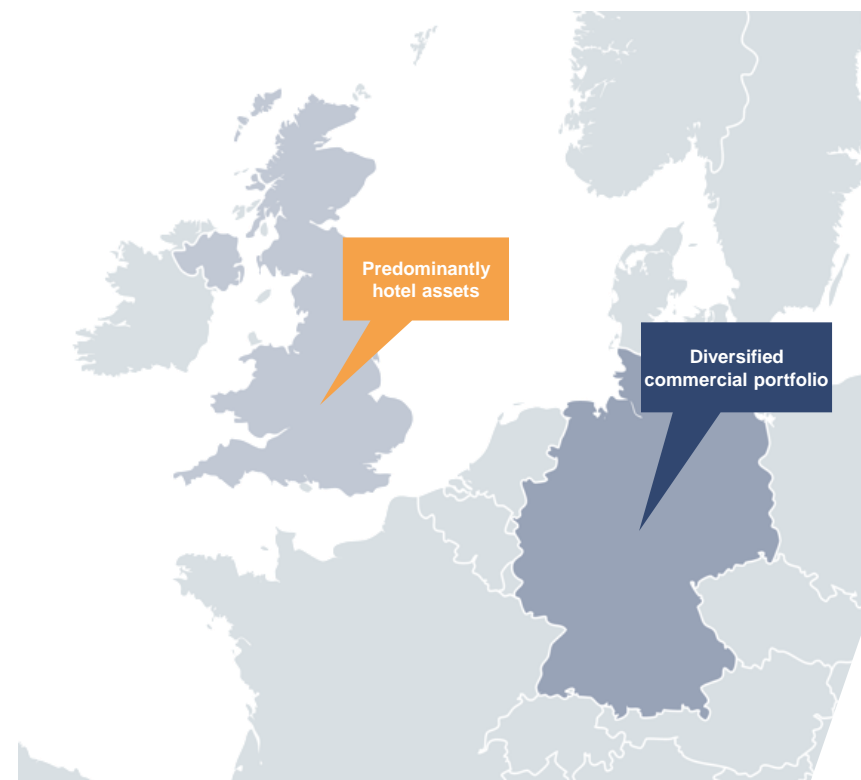 Predominantly
hotel assets
Diversified
commercial portfolio